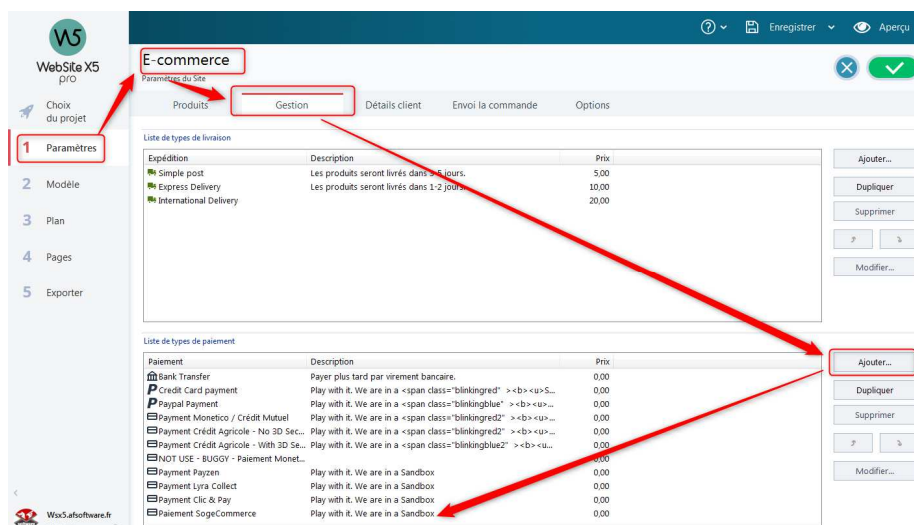 Enregistrer
Aperçu
W5
WebSite X5
pro
E-commerce
Paramètres du Site
Choix
du projet
1 Paramètres
2 Modèle
3 Plan
4 Pages
5 Exporter
Produits Gestion Détails client Envoi la commande Options
Liste de types de livraison
Expédition Description Prix
Simple post Les produits seront livrés dans 3-5 jours. 5,00
Express Delivery Les produits seront livrés dans 1-2 jours. 10,00
International Delivery 20,00
Ajouter...
Dupliquer
Supprimer
Modifier...
Liste de types de paiement
Paiement Description Prix
Bank Transfer Payer plus tard par virement bancaire. 0,00
Credit Card payment Play with it. We are in a <span class="blinkingred" ><b><u>S... 0,00
Paypal Payment Play with it. We are in a <span class="blinkingblue" ><b><u>... 0,00
Payment Monetico / Crédit Mutuel Play with it. We are in a <span class="blinkingred2" ><b><u>... 0,00
Payment Crédit Agricole - No 3D Sec... Play with it. We are in a <span class="blinkingred2" ><b><u>... 0,00
Payment Crédit Agricole - With 3D Se... Play with it. We are in a <span class="blinkingblue2" ><b><u... 0,00
NOT USE - BUGGY - Paiement Monet... 0,00
Payment Payzen Play with it. We are in a Sandbox 0,00
Payment Lyra Collect Play with it. We are in a Sandbox 0,00
Payment Clic & Pay Play with it. We are in a Sandbox 0,00
Paiement SogeCommerce Play with it. We are in a Sandbox 0,00
Ajouter...
Dupliquer
Supprimer
Modifier...
Wsx5.afsoftware.fr